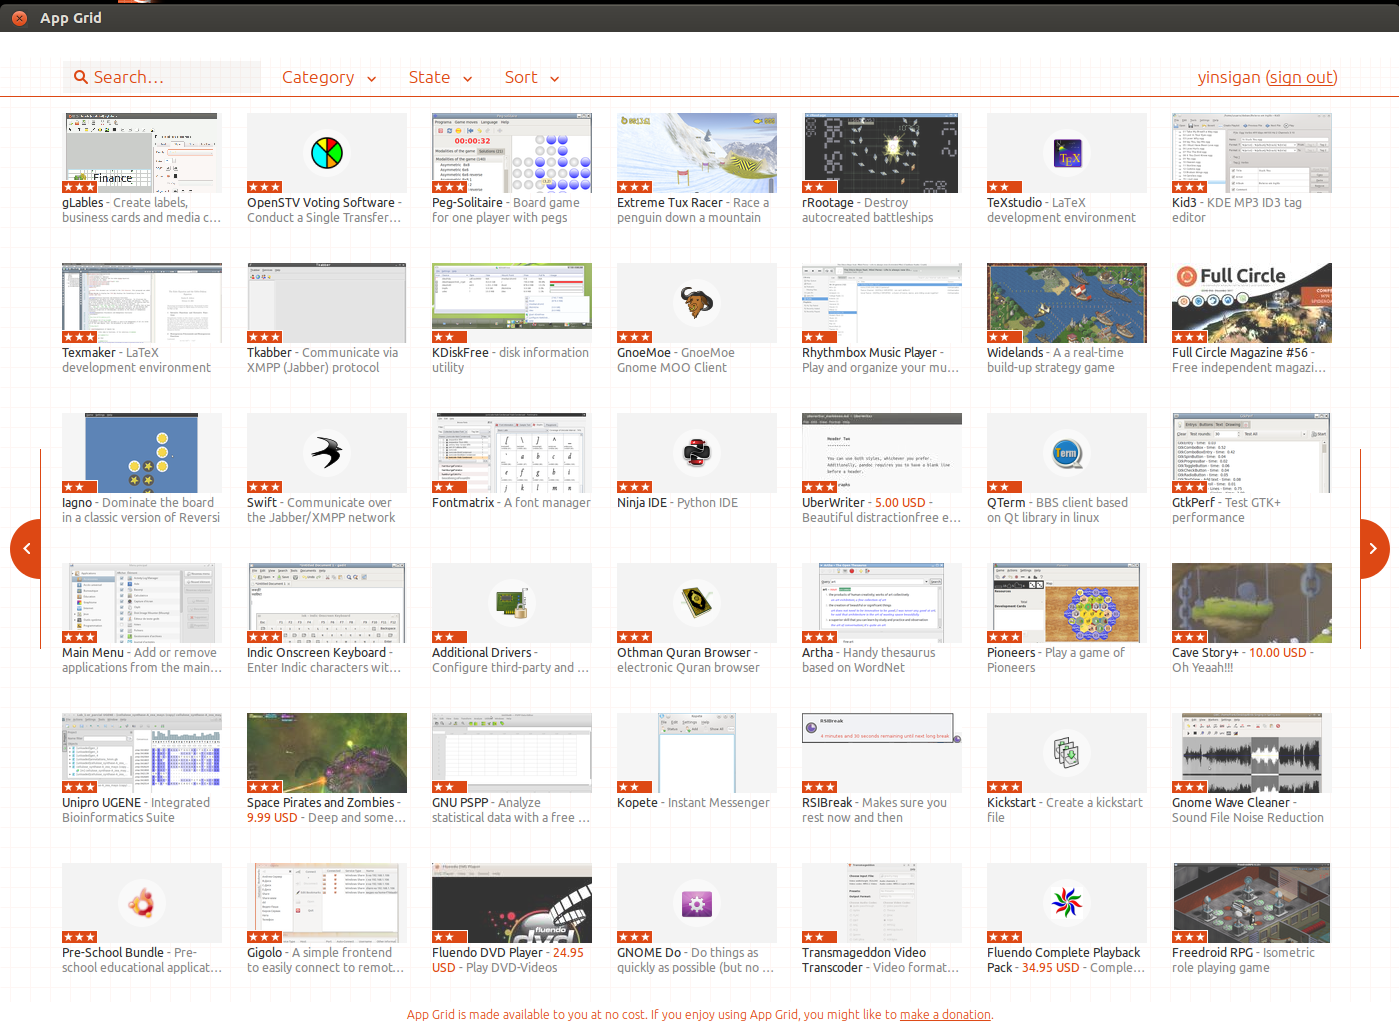 App Grid
Search...
Category
State
Sort
yinsigan (sign out)
gLables - Create labels,
business cards and media c...
OpenSTV Voting Software -
Conduct a Single Transfer...
Peg-Solitaire - Board game
for one player with pegs
Extreme Tux Racer - Race a
penguin down a mountain
rRootage - Destroy
autocreated battleships
TeXstudio - LaTeX
development environment
Kid3 - KDE MP3 ID3 tag
editor
Texmaker - LaTeX
development environment
Tkabber - Communicate via
XMPP (Jabber) protocol
KDiskFree - disk information
utility
GnoeMoe - GnoeMoe
Gnome MOO Client
Rhythmbox Music Player -
Play and organize your mu...
Widelands - A a real-time
build-up strategy game
Full Circle
Full Circle Magazine #56 -
Free independent magazi...
Iagno - Dominate the board
in a classic version of Reversi
Swift - Communicate over
the Jabber/XMPP network
Fontmatrix - A font manager
Ninja IDE - Python IDE
UberWriter - 5.00 USD -
Beautiful distractionfree e...
QTerm - BBS client based
on Qt library in linux
GtkPerf - Test GTK+
performance
Main Menu - Add or remove
applications from the main...
Indic Onscreen Keyboard -
Enter Indic characters wit...
Additional Drivers -
Configure third-party and ...
Othman Quran Browser -
electronic Quran browser
Artha - Handy thesaurus
based on WordNet
Pioneers - Play a game of
Pioneers
Cave Story+ - 10.00 USD -
Oh Yeaah!!!
Unipro UGENE - Integrated
Bioinformatics Suite
Space Pirates and Zombies -
9.99 USD - Deep and some...
GNU PSPP - Analyze
statistical data with a free ...
Kopete - Instant Messenger
RSIBreak
4 minutes and 30 seconds remaining until next long break
RSIBreak - Makes sure you
rest now and then
Kickstart - Create a kickstart
file
Gnome Wave Cleaner -
Sound File Noise Reduction
Pre-School Bundle - Pre-
school educational applicat...
Gigolo - A simple frontend
to easily connect to remot...
Fluendo DVD Player - 24.95
USD - Play DVD-Videos
GNOME Do - Do things as
quickly as possible (but no ...
Transmageddon Video
Transcoder - Video format...
Fluendo Complete Playback
Pack - 34.95 USD - Comple...
Freedroid RPG - Isometric
role playing game
App Grid is made available to you at no cost. If you enjoy using App Grid, you might like to make a donation.